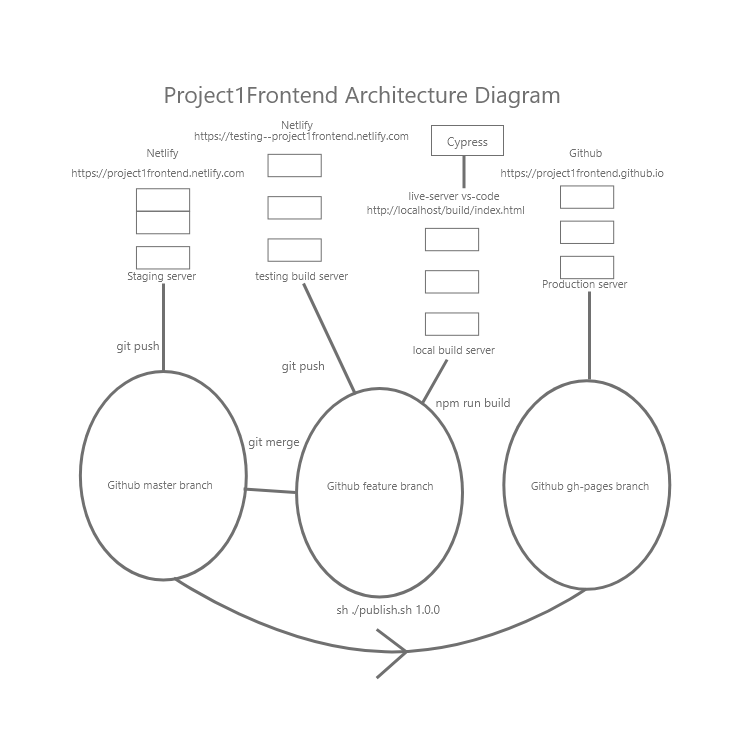 Project1Frontend Architecture Diagram
Netlify
https://testing--project1frontend.netlify.com
Cypress
Netlify
https://project1frontend.netlify.com
Github
https://project1frontend.github.io
live-server vs-code
http://localhost/build/index.html
Staging server
testing build server
Production server
local build server
git push
git push
npm run build
git merge
Github master branch
Github feature branch
Github gh-pages branch
sh ./publish.sh 1.0.0